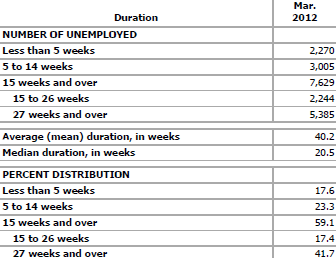 Duration Mar. 2012
NUMBER OF UNEMPLOYED
Less than 5 weeks 2,270
5 to 14 weeks 3,005
15 weeks and over 7,629
15 to 26 weeks 2,244
27 weeks and over 5,385
Average (mean) duration, in weeks 40.2
Median duration, in weeks 20.5
PERCENT DISTRIBUTION
Less than 5 weeks 17.6
5 to 14 weeks 23.3
15 weeks and over 59.1
15 to 26 weeks 17.4
27 weeks and over 41.7